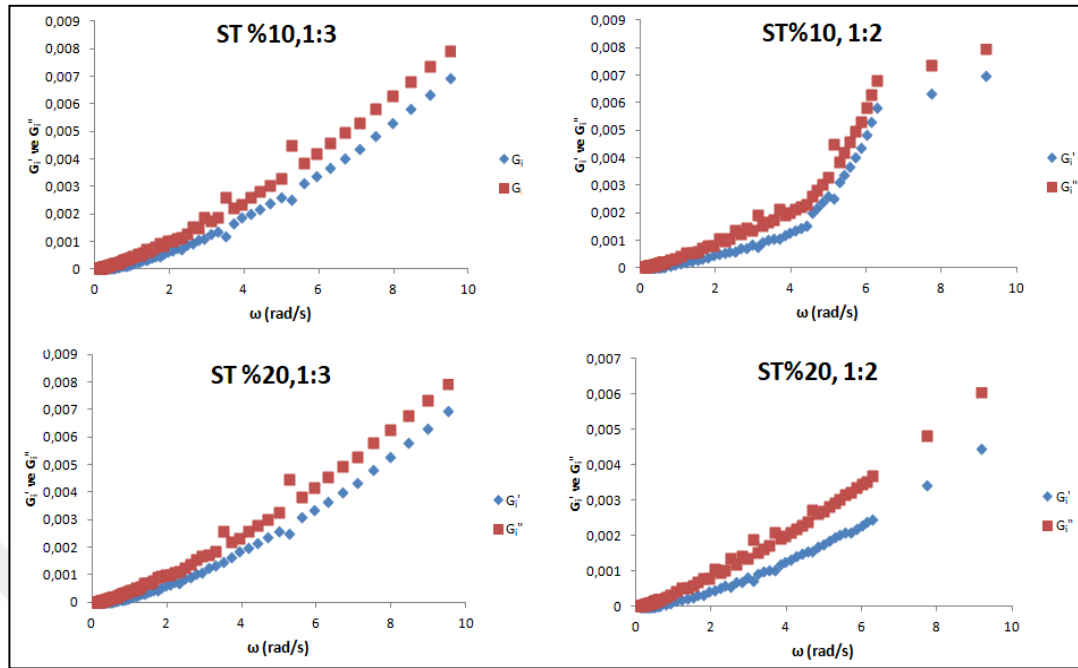 ST %10,1:3
0,009
0,008
0,007
0,006
0,005
0,004
0,003
0,002
0,001
0
Gᵢ' ve Gᵢ''
0 2 4 6 8 10
ω (rad/s)
Gᵢ
Gᵢ
ST%10, 1:2
0,009
0,008
0,007
0,006
0,005
0,004
0,003
0,002
0,001
0
Gᵢ' ve Gᵢ''
0 2 4 6 8 10
ω (rad/s)
Gᵢ'
Gᵢ''
ST %20,1:3
0,009
0,008
0,007
0,006
0,005
0,004
0,003
0,002
0,001
0
Gᵢ' ve Gᵢ''
0 2 4 6 8 10
ω (rad/s)
Gᵢ'
Gᵢ''
ST%20, 1:2
0,007
0,006
0,005
0,004
0,003
0,002
0,001
0
Gᵢ' ve Gᵢ''
0 2 4 6 8 10
ω (rad/s)
Gᵢ'
Gᵢ''